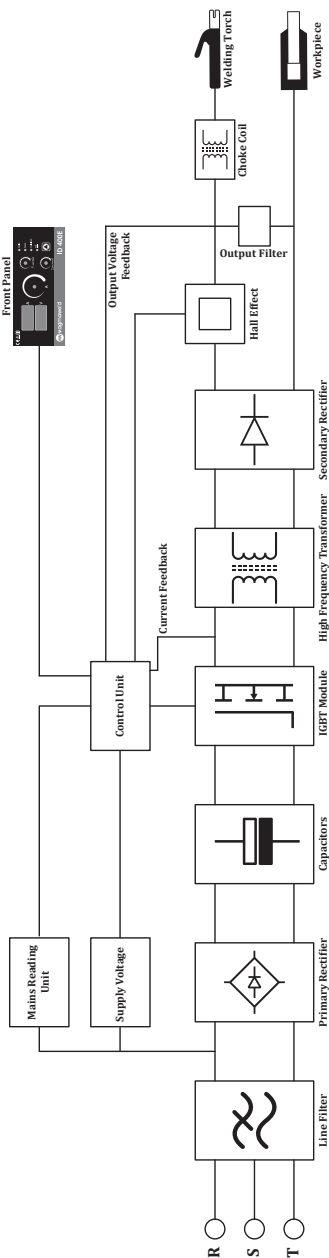 Front Panel
ID 400E
magmaweld
Welding Torch
Workpiece
Choke Coil
Output Voltage
Feedback
Output Filter
Hall Effect
Secondary Rectifier
High Frequency Transformer
Current Feedback
Control Unit
IGBT Module
Capacitors
Mains Reading
Unit
Supply Voltage
Primary Rectifier
Line Filter
R
S
T